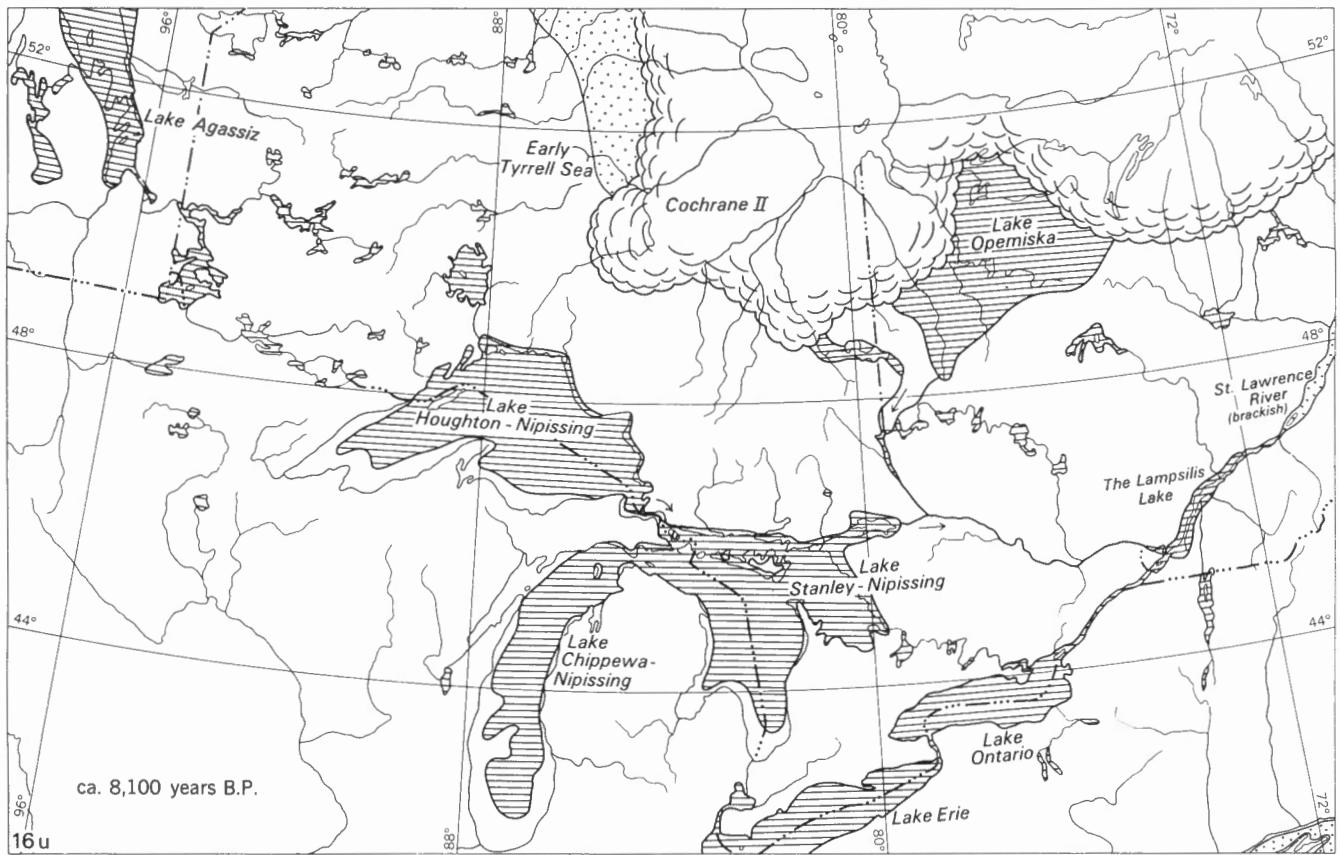 96°
88°
80°
72°
52°
52°
Lake Agassiz
Early
Tyrrell Sea
Cochrane II
Lake
Opemiska
48°
48°
St. Lawrence
River
(brackish)
Lake
Houghton - Nipissing
The Lampsilis
Lake
Lake
Stanley - Nipissing
44°
44°
Lake
Chippewa-
Nipissing
Lake
Ontario
ca. 8,100 years B.P.
Lake Erie
96°
88°
80°
72°
16u